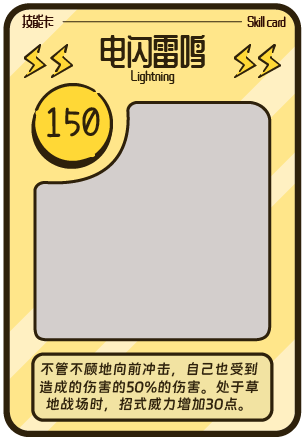 技能卡 Skill card
电闪雷鸣
Lightning
150
不管不顾地向前冲击，自己也受到
造成的伤害的50%的伤害。处于草
地战场时，招式威力增加30点。